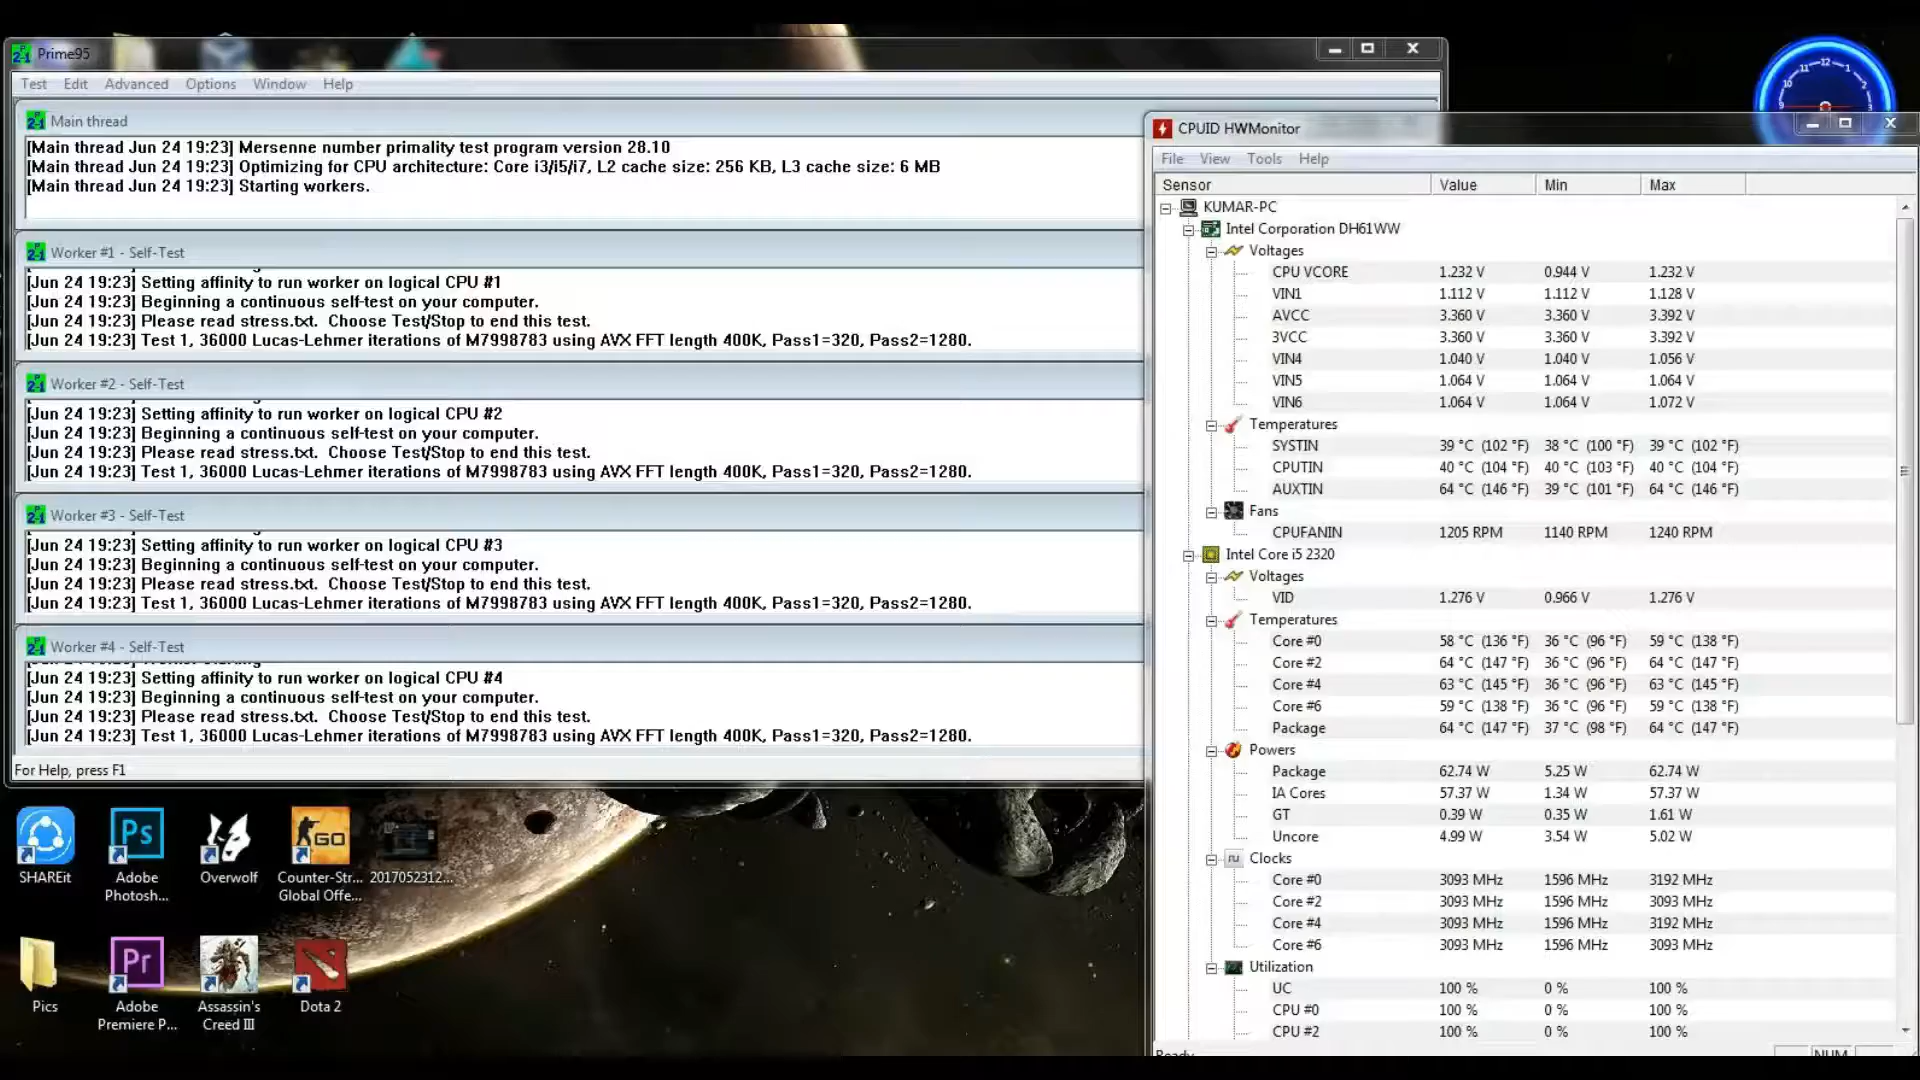 Prime95
Test Edit Advanced Options Window Help
Main thread
[Main thread Jun 24 19:23] Mersenne number primality test program version 28.10
[Main thread Jun 24 19:23] Optimizing for CPU architecture: Core i3/i5/i7, L2 cache size: 256 KB, L3 cache size: 6 MB
[Main thread Jun 24 19:23] Starting workers.
Worker #1 - Self-Test
[Jun 24 19:23] Setting affinity to run worker on logical CPU #1
[Jun 24 19:23] Beginning a continuous self-test on your computer.
[Jun 24 19:23] Please read stress.txt.  Choose Test/Stop to end this test.
[Jun 24 19:23] Test 1, 36000 Lucas-Lehmer iterations of M7998783 using AVX FFT length 400K, Pass1=320, Pass2=1280.
Worker #2 - Self-Test
[Jun 24 19:23] Setting affinity to run worker on logical CPU #2
[Jun 24 19:23] Beginning a continuous self-test on your computer.
[Jun 24 19:23] Please read stress.txt.  Choose Test/Stop to end this test.
[Jun 24 19:23] Test 1, 36000 Lucas-Lehmer iterations of M7998783 using AVX FFT length 400K, Pass1=320, Pass2=1280.
Worker #3 - Self-Test
[Jun 24 19:23] Setting affinity to run worker on logical CPU #3
[Jun 24 19:23] Beginning a continuous self-test on your computer.
[Jun 24 19:23] Please read stress.txt.  Choose Test/Stop to end this test.
[Jun 24 19:23] Test 1, 36000 Lucas-Lehmer iterations of M7998783 using AVX FFT length 400K, Pass1=320, Pass2=1280.
Worker #4 - Self-Test
[Jun 24 19:23] Setting affinity to run worker on logical CPU #4
[Jun 24 19:23] Beginning a continuous self-test on your computer.
[Jun 24 19:23] Please read stress.txt.  Choose Test/Stop to end this test.
[Jun 24 19:23] Test 1, 36000 Lucas-Lehmer iterations of M7998783 using AVX FFT length 400K, Pass1=320, Pass2=1280.
For Help, press F1
CPUID HWMonitor
File View Tools Help
Sensor Value Min Max
KUMAR-PC
Intel Corporation DH61WW
Voltages
CPU VCORE 1.232 V 0.944 V 1.232 V
VIN1 1.112 V 1.112 V 1.128 V
AVCC 3.360 V 3.360 V 3.392 V
3VCC 3.360 V 3.360 V 3.392 V
VIN4 1.040 V 1.040 V 1.056 V
VIN5 1.064 V 1.064 V 1.064 V
VIN6 1.064 V 1.064 V 1.072 V
Temperatures
SYSTIN 39 °C (102 °F) 38 °C (100 °F) 39 °C (102 °F)
CPUTIN 40 °C (104 °F) 40 °C (103 °F) 40 °C (104 °F)
AUXTIN 64 °C (146 °F) 39 °C (101 °F) 64 °C (146 °F)
Fans
CPUFANIN 1205 RPM 1140 RPM 1240 RPM
Intel Core i5 2320
Voltages
VID 1.276 V 0.966 V 1.276 V
Temperatures
Core #0 58 °C (136 °F) 36 °C (96 °F) 59 °C (138 °F)
Core #2 64 °C (147 °F) 36 °C (96 °F) 64 °C (147 °F)
Core #4 63 °C (145 °F) 36 °C (96 °F) 63 °C (145 °F)
Core #6 59 °C (138 °F) 36 °C (96 °F) 59 °C (138 °F)
Package 64 °C (147 °F) 37 °C (98 °F) 64 °C (147 °F)
Powers
Package 62.74 W 5.25 W 62.74 W
IA Cores 57.37 W 1.34 W 57.37 W
GT 0.39 W 0.35 W 1.61 W
Uncore 4.99 W 3.54 W 5.02 W
Clocks
Core #0 3093 MHz 1596 MHz 3192 MHz
Core #2 3093 MHz 1596 MHz 3093 MHz
Core #4 3093 MHz 1596 MHz 3192 MHz
Core #6 3093 MHz 1596 MHz 3093 MHz
Utilization
UC 100 % 0 % 100 %
CPU #0 100 % 0 % 100 %
CPU #2 100 % 0 % 100 %
Ready
NUM
SHAREit
Ps
Adobe
Photosh...
Overwolf
GO
Counter-Str...
Global Offe...
2017052312...
Pics
Pr
Adobe
Premiere P...
Assassin's
Creed III
Dota 2